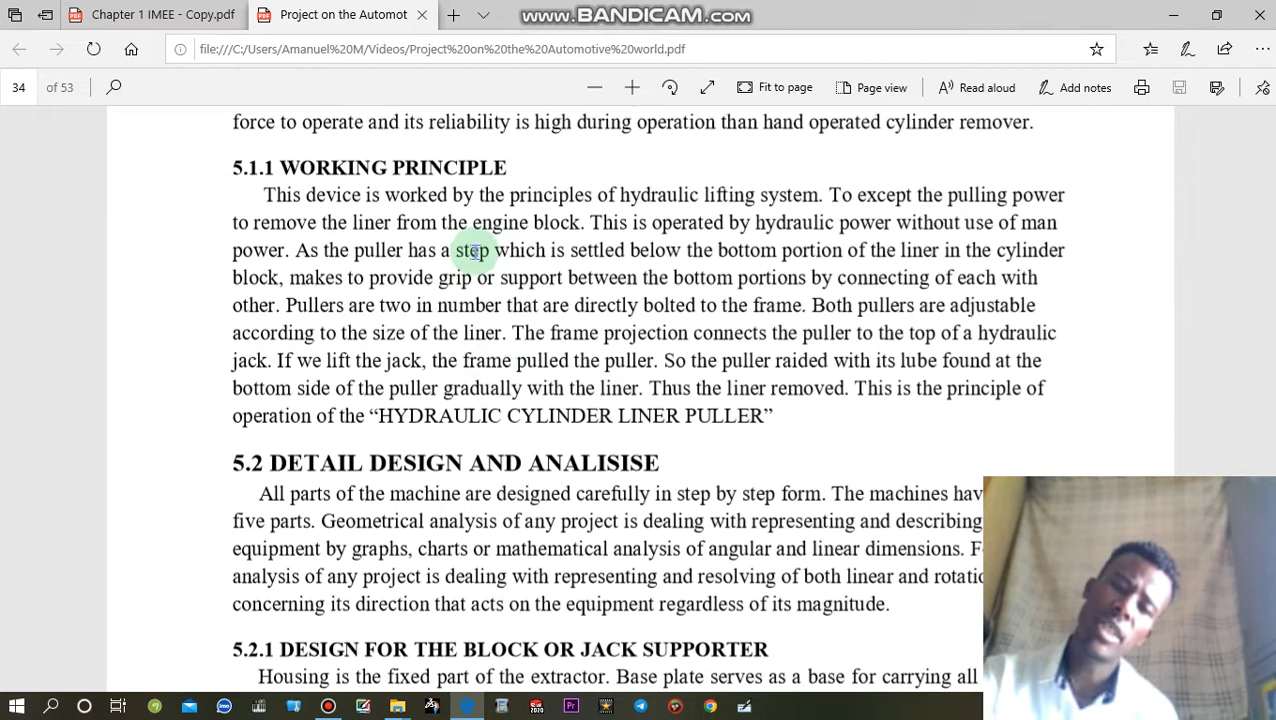 Chapter 1 IMEE - Copy.pdf
Project on the Automot
www.BANDICAM.com
file:///C:/Users/Amanuel%20M/Videos/Project%20on%20the%20Automotive%20world.pdf
34 of 53
Fit to page
Page view
Read aloud
Add notes
force to operate and its reliability is high during operation than hand operated cylinder remover.
5.1.1 WORKING PRINCIPLE
This device is worked by the principles of hydraulic lifting system. To except the pulling power
to remove the liner from the engine block. This is operated by hydraulic power without use of man
power. As the puller has a step which is settled below the bottom portion of the liner in the cylinder
block, makes to provide grip or support between the bottom portions by connecting of each with
other. Pullers are two in number that are directly bolted to the frame. Both pullers are adjustable
according to the size of the liner. The frame projection connects the puller to the top of a hydraulic
jack. If we lift the jack, the frame pulled the puller. So the puller raided with its lube found at the
bottom side of the puller gradually with the liner. Thus the liner removed. This is the principle of
operation of the “HYDRAULIC CYLINDER LINER PULLER”
5.2 DETAIL DESIGN AND ANALISISE
All parts of the machine are designed carefully in step by step form. The machines hav
five parts. Geometrical analysis of any project is dealing with representing and describing
equipment by graphs, charts or mathematical analysis of angular and linear dimensions. F
analysis of any project is dealing with representing and resolving of both linear and rotatio
concerning its direction that acts on the equipment regardless of its magnitude.
5.2.1 DESIGN FOR THE BLOCK OR JACK SUPPORTER
Housing is the fixed part of the extractor. Base plate serves as a base for carrying all